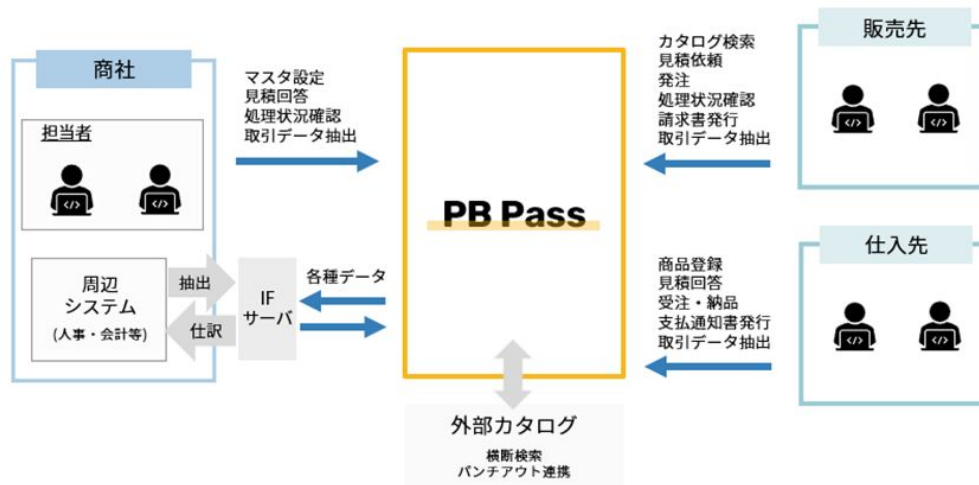 商社
担当者
周辺
システム
(人事・会計等)
抽出
仕訳
IF
サーバ
マスタ設定
見積回答
処理状況確認
取引データ抽出
各種データ
PB Pass
外部カタログ
横断検索
パンチアウト連携
カタログ検索
見積依頼
発注
処理状況確認
請求書発行
取引データ抽出
販売先
商品登録
見積回答
受注・納品
支払通知書発行
取引データ抽出
仕入先